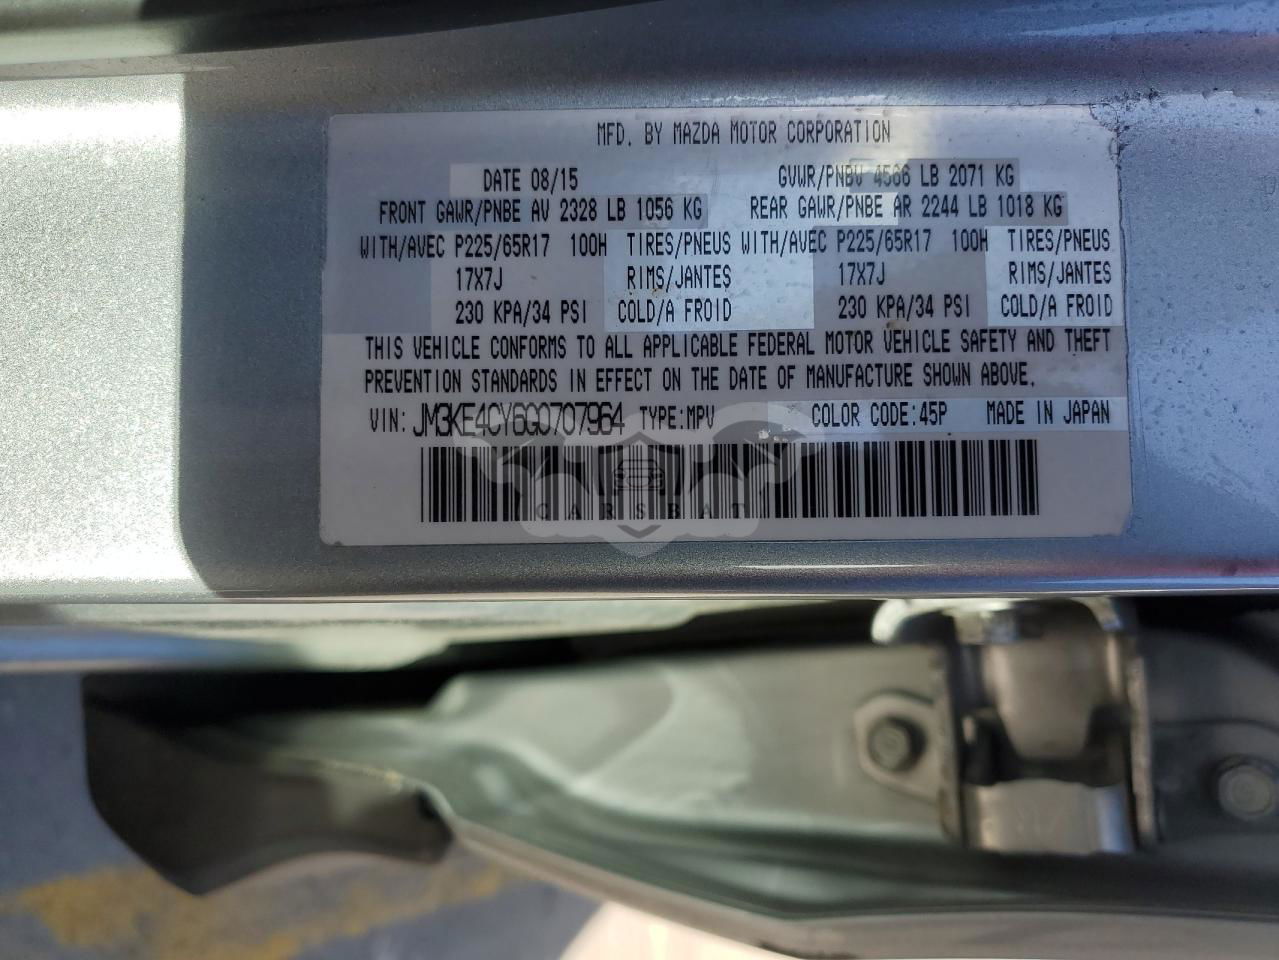 MFD. BY MAZDA MOTOR CORPORATION
DATE 08/15 GVWR/PNBV 4566 LB 2071 KG
FRONT GAWR/PNBE AV 2328 LB 1056 KG REAR GAWR/PNBE AR 2244 LB 1018 KG
WITH/AVEC P225/65R17 100H TIRES/PNEUS WITH/AVEC P225/65R17 100H TIRES/PNEUS
17X7J RIMS/JANTES 17X7J RIMS/JANTES
230 KPA/34 PSI COLD/A FROID 230 KPA/34 PSI COLD/A FROID
THIS VEHICLE CONFORMS TO ALL APPLICABLE FEDERAL MOTOR VEHICLE SAFETY AND THEFT
PREVENTION STANDARDS IN EFFECT ON THE DATE OF MANUFACTURE SHOWN ABOVE.
VIN: JM3KE4CY6G0707964 TYPE:MPV COLOR CODE:45P MADE IN JAPAN
CARSBAT